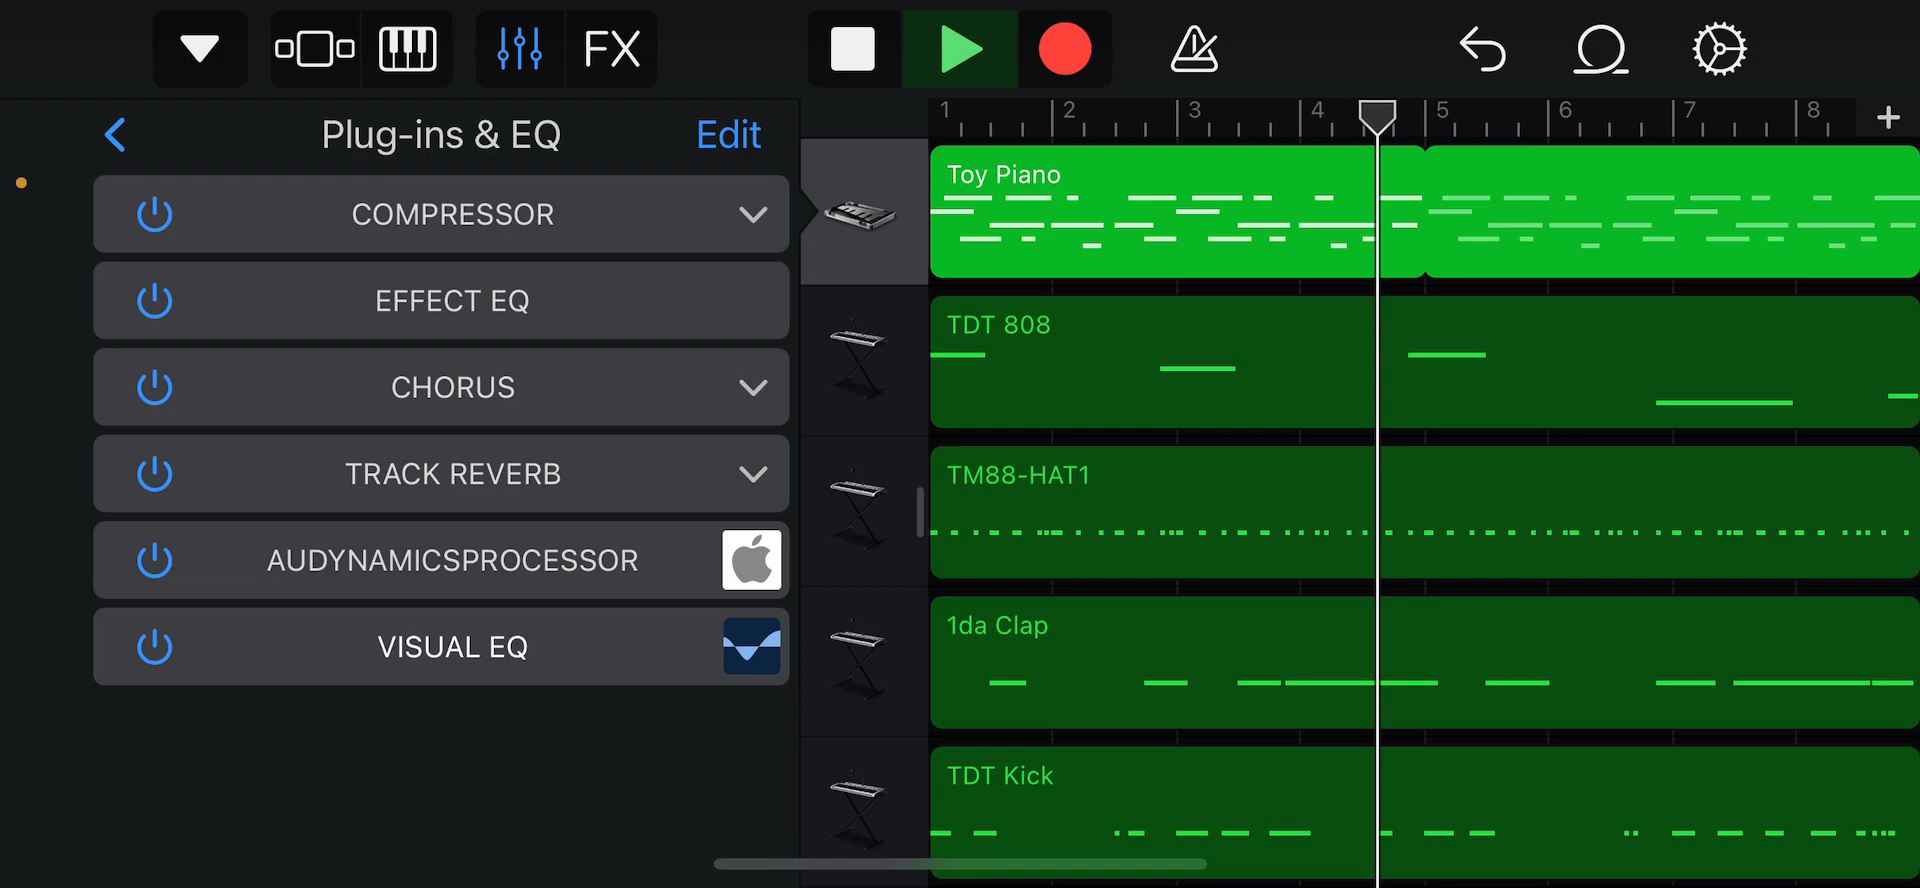 FX
Plug-ins & EQ
Edit
COMPRESSOR
EFFECT EQ
CHORUS
TRACK REVERB
AUDYNAMICSPROCESSOR
VISUAL EQ
1 2 3 4 5 6 7 8 +
Toy Piano
TDT 808
TM88-HAT1
1da Clap
TDT Kick